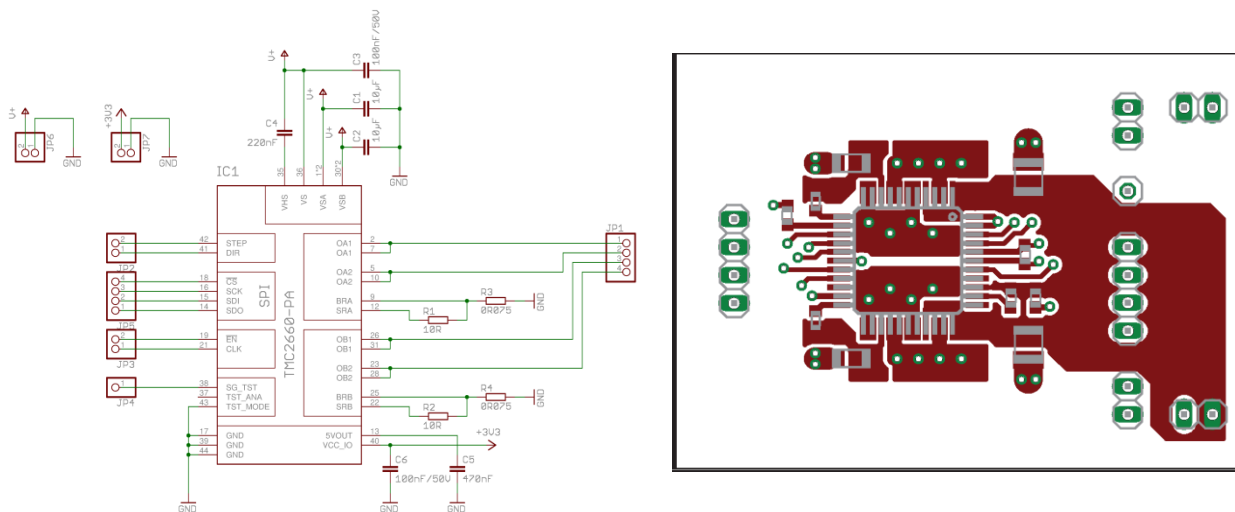 V+
C3
100nF/50V
V+
C1
10µF
V+
C2
10µF
C4
220nF
GND
V+
2
1
JP6
GND
+3V3
2
1
JP7
GND
IC1
35
36
1*2
30*2
VHS
VS
VSA
VSB
TMC2660-PA
SPI
2
1
JP2
42
STEP
41
DIR
4
3
2
1
JP5
18
CS
16
SCK
15
SDI
14
SDO
2
1
JP3
19
EN
21
CLK
1
JP4
38
SG_TST
37
TST_ANA
43
TST_MODE
17
GND
39
GND
44
GND
GND
OA1
2
OA1
7
OA2
5
OA2
10
BRA
9
SRA
12
R3
0R075
GND
R1
10R
OB1
26
OB1
31
OB2
23
OB2
28
BRB
25
SRB
22
R4
0R075
GND
R2
10R
5VOUT
13
VCC_IO
40
+3V3
C6
100nF/50V
C5
470nF
GND
GND
JP1
1
2
3
4